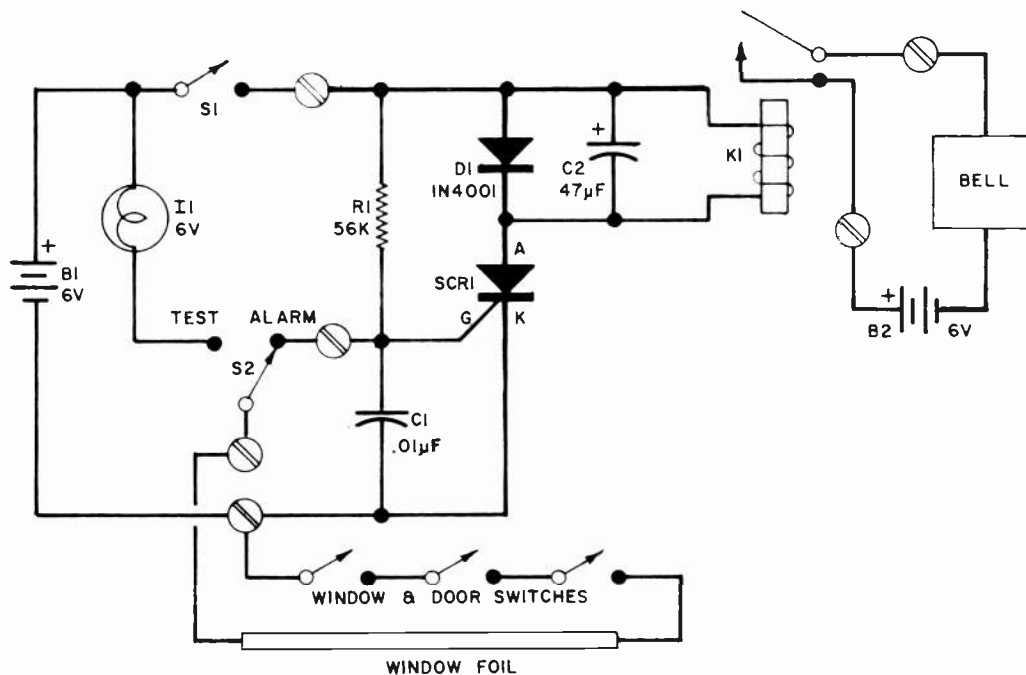 S1
I1
6V
+
B1
6V
TEST
ALARM
S2
R1
56K
D1
1N4001
+
C2
47µF
K1
A
SCR1
G
K
C1
.01µF
BELL
+
B2
6V
WINDOW & DOOR SWITCHES
WINDOW FOIL